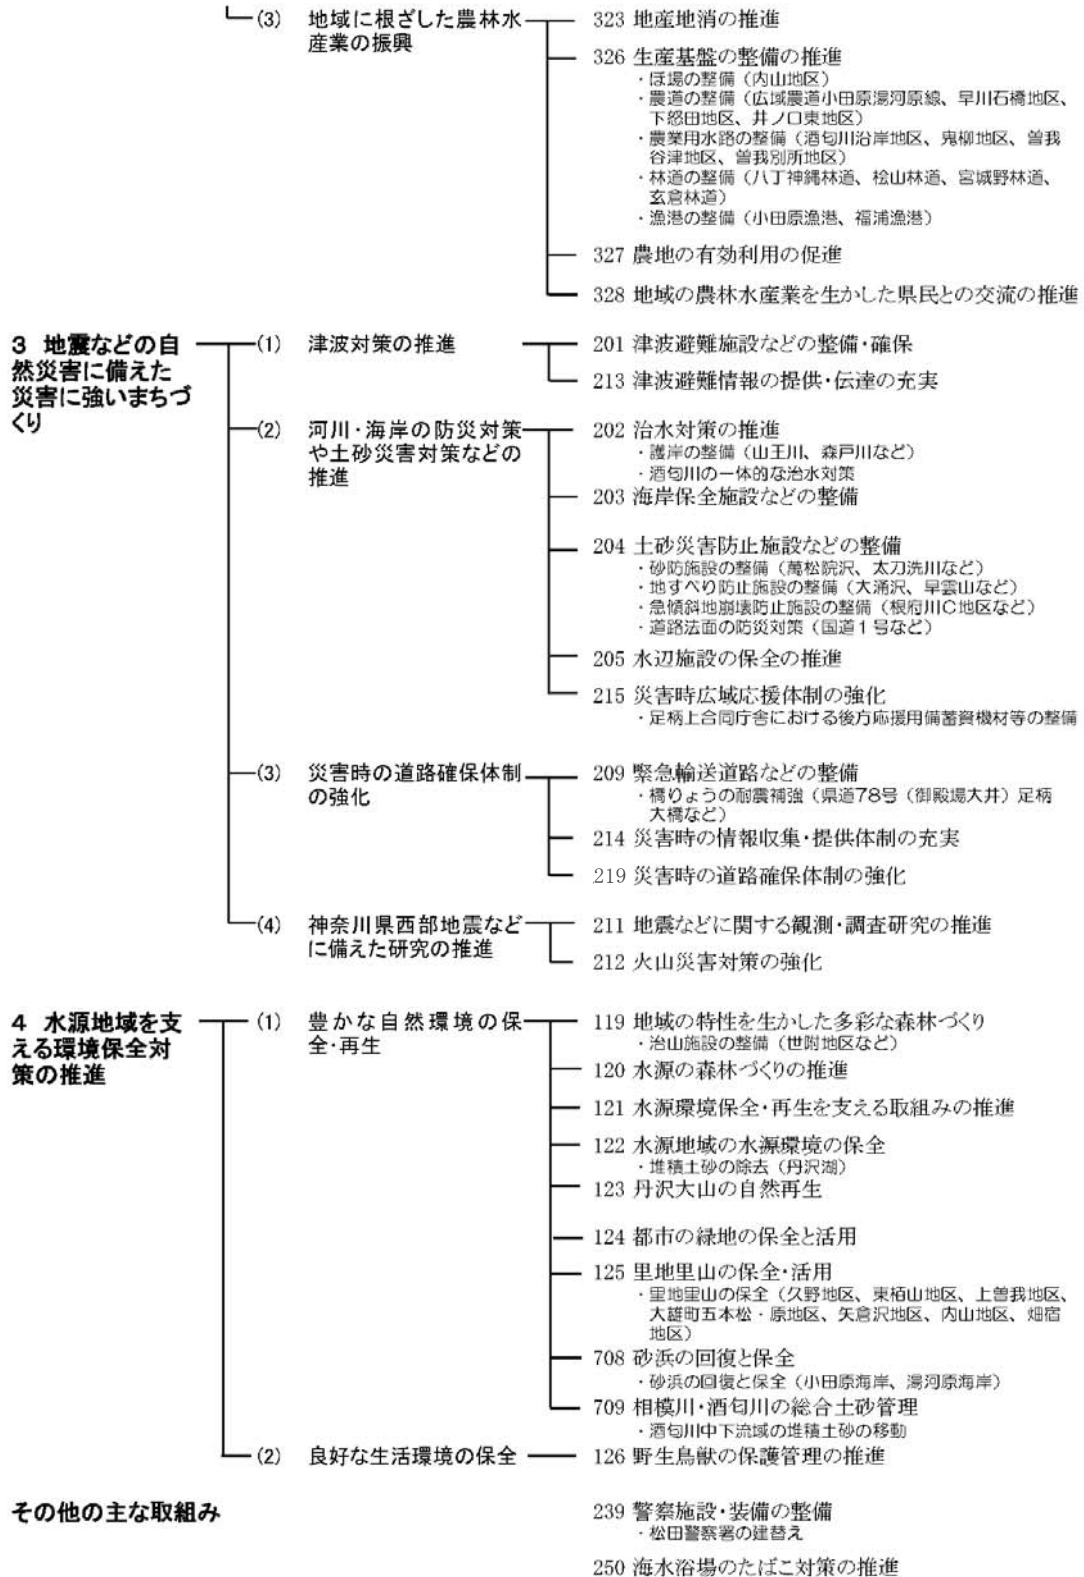 (3) 地域に根ざした農林水
産業の振興
323 地産地消の推進
326 生産基盤の整備の推進
・ほ場の整備（内山地区）
・農道の整備（広域農道小田原湯河原線、早川石橋地区、
下怒田地区、井ノ口東地区）
・農業用水路の整備（酒匂川沿岸地区、鬼柳地区、曽我
谷津地区、曽我別所地区）
・林道の整備（八丁神縄林道、桧山林道、宮城野林道、
玄倉林道）
・漁港の整備（小田原漁港、福浦漁港）
327 農地の有効利用の促進
328 地域の農林水産業を生かした県民との交流の推進
3 地震などの自
然災害に備えた
災害に強いまちづ
くり
(1) 津波対策の推進
201 津波避難施設などの整備・確保
213 津波避難情報の提供・伝達の充実
(2) 河川・海岸の防災対策
や土砂災害対策などの
推進
202 治水対策の推進
・護岸の整備（山王川、森戸川など）
・酒匂川の一体的な治水対策
203 海岸保全施設などの整備
204 土砂災害防止施設などの整備
・砂防施設の整備（萬松院沢、太刀洗川など）
・地すべり防止施設の整備（大涌沢、早雲山など）
・急傾斜地崩壊防止施設の整備（根府川C地区など）
・道路法面の防災対策（国道1号など）
205 水辺施設の保全の推進
215 災害時広域応援体制の強化
・足柄上合同庁舎における後方応援用備蓄資機材等の整備
(3) 災害時の道路確保体制
の強化
209 緊急輸送道路などの整備
・橋りょうの耐震補強（県道78号（御殿場大井）足柄
大橋など）
214 災害時の情報収集・提供体制の充実
219 災害時の道路確保体制の強化
(4) 神奈川県西部地震など
に備えた研究の推進
211 地震などに関する観測・調査研究の推進
212 火山災害対策の強化
4 水源地域を支
える環境保全対
策の推進
(1) 豊かな自然環境の保
全・再生
119 地域の特性を生かした多彩な森林づくり
・治山施設の整備（世附地区など）
120 水源の森林づくりの推進
121 水源環境保全・再生を支える取組みの推進
122 水源地域の水源環境の保全
・堆積土砂の除去（丹沢湖）
123 丹沢大山の自然再生
124 都市の緑地の保全と活用
125 里地里山の保全・活用
・里地里山の保全（久野地区、東栢山地区、上曽我地区、
大雄町五本松・原地区、矢倉沢地区、内山地区、畑宿
地区）
708 砂浜の回復と保全
・砂浜の回復と保全（小田原海岸、湯河原海岸）
709 相模川・酒匂川の総合土砂管理
・酒匂川中下流域の堆積土砂の移動
(2) 良好な生活環境の保全
126 野生鳥獣の保護管理の推進
その他の主な取組み
239 警察施設・装備の整備
・松田警察署の建替え
250 海水浴場のたばこ対策の推進